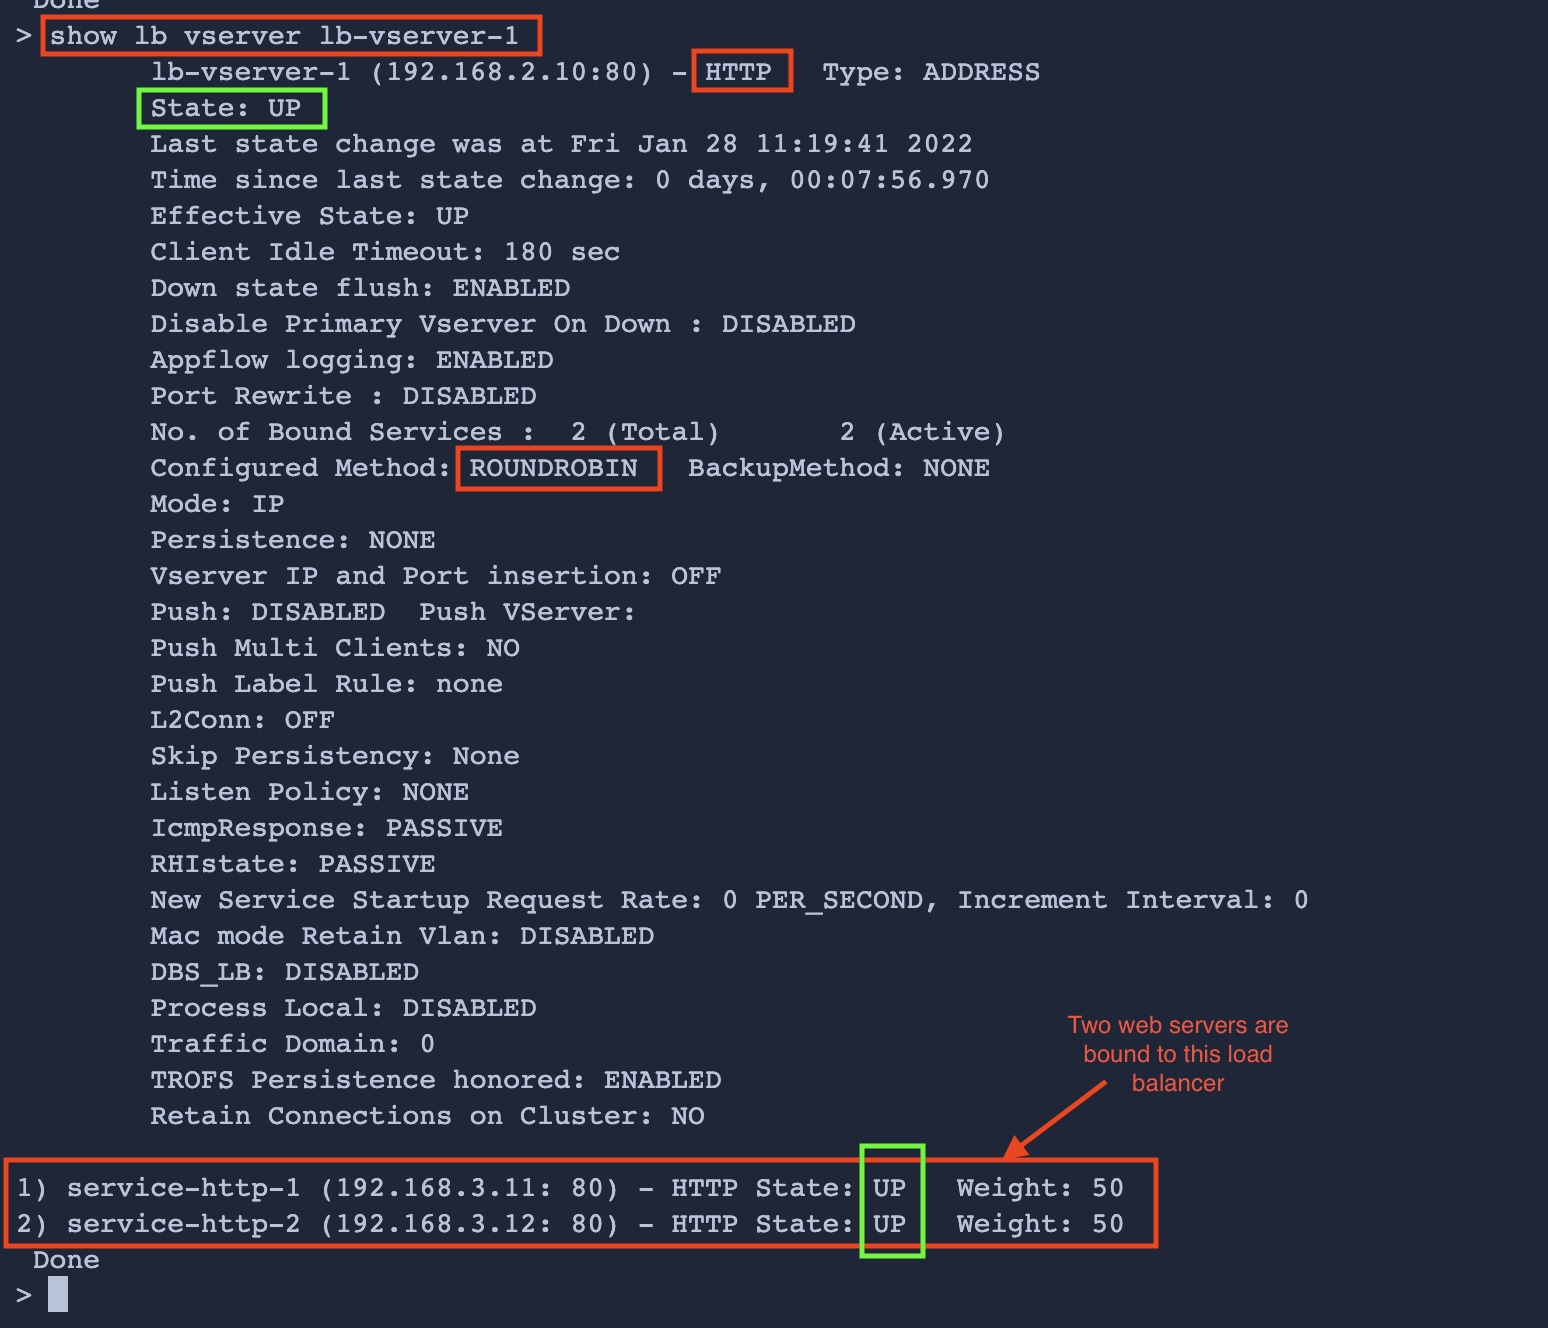 Done
> show lb vserver lb-vserver-1
lb-vserver-1 (192.168.2.10:80) - HTTP Type: ADDRESS
State: UP
Last state change was at Fri Jan 28 11:19:41 2022
Time since last state change: 0 days, 00:07:56.970
Effective State: UP
Client Idle Timeout: 180 sec
Down state flush: ENABLED
Disable Primary Vserver On Down : DISABLED
Appflow logging: ENABLED
Port Rewrite : DISABLED
No. of Bound Services : 2 (Total) 2 (Active)
Configured Method: ROUNDROBIN BackupMethod: NONE
Mode: IP
Persistence: NONE
Vserver IP and Port insertion: OFF
Push: DISABLED Push VServer:
Push Multi Clients: NO
Push Label Rule: none
L2Conn: OFF
Skip Persistency: None
Listen Policy: NONE
IcmpResponse: PASSIVE
RHIstate: PASSIVE
New Service Startup Request Rate: 0 PER_SECOND, Increment Interval: 0
Mac mode Retain Vlan: DISABLED
DBS_LB: DISABLED
Process Local: DISABLED
Traffic Domain: 0
TROFS Persistence honored: ENABLED
Retain Connections on Cluster: NO
Two web servers are
bound to this load
balancer
1) service-http-1 (192.168.3.11: 80) - HTTP State: UP Weight: 50
2) service-http-2 (192.168.3.12: 80) - HTTP State: UP Weight: 50
Done
>